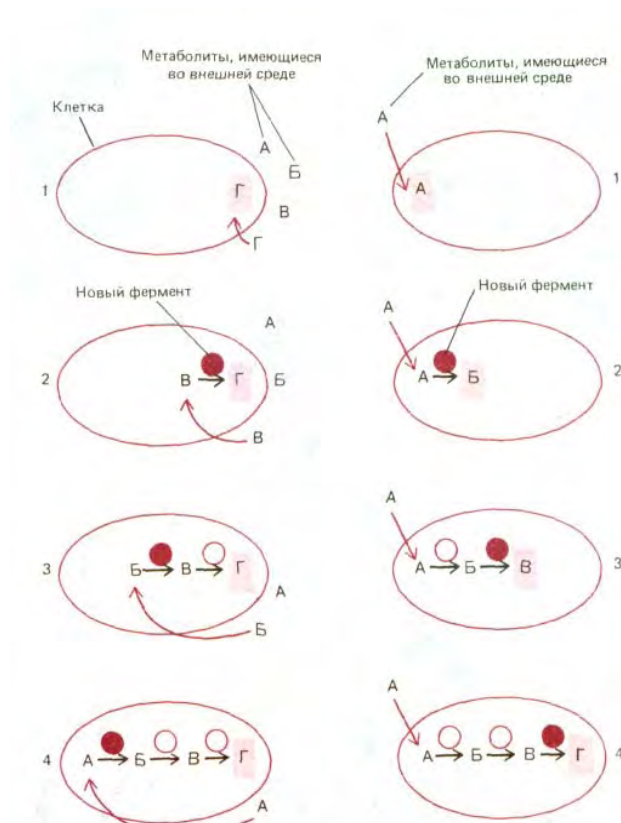 Метаболиты, имеющиеся
во внешней среде
Клетка
А
Б
1
Г
В
Г
Новый фермент
А
2
В
Г
Б
В
3
Б
В
Г
А
Б
4
А
Б
В
Г
А
Метаболиты, имеющиеся
во внешней среде
А
А
1
Новый фермент
А
А
Б
2
А
А
Б
В
3
А
А
Б
В
Г
4